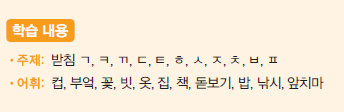 학습 내용
• 주제: 받침 ㄱ, ㅋ, ㄲ, ㄷ, ㅌ, ㅎ, ㅅ, ㅈ, ㅊ, ㅂ, ㅍ
• 어휘: 컵, 부엌, 꽃, 빗, 옷, 집, 책, 돋보기, 밥, 낚시, 앞치마